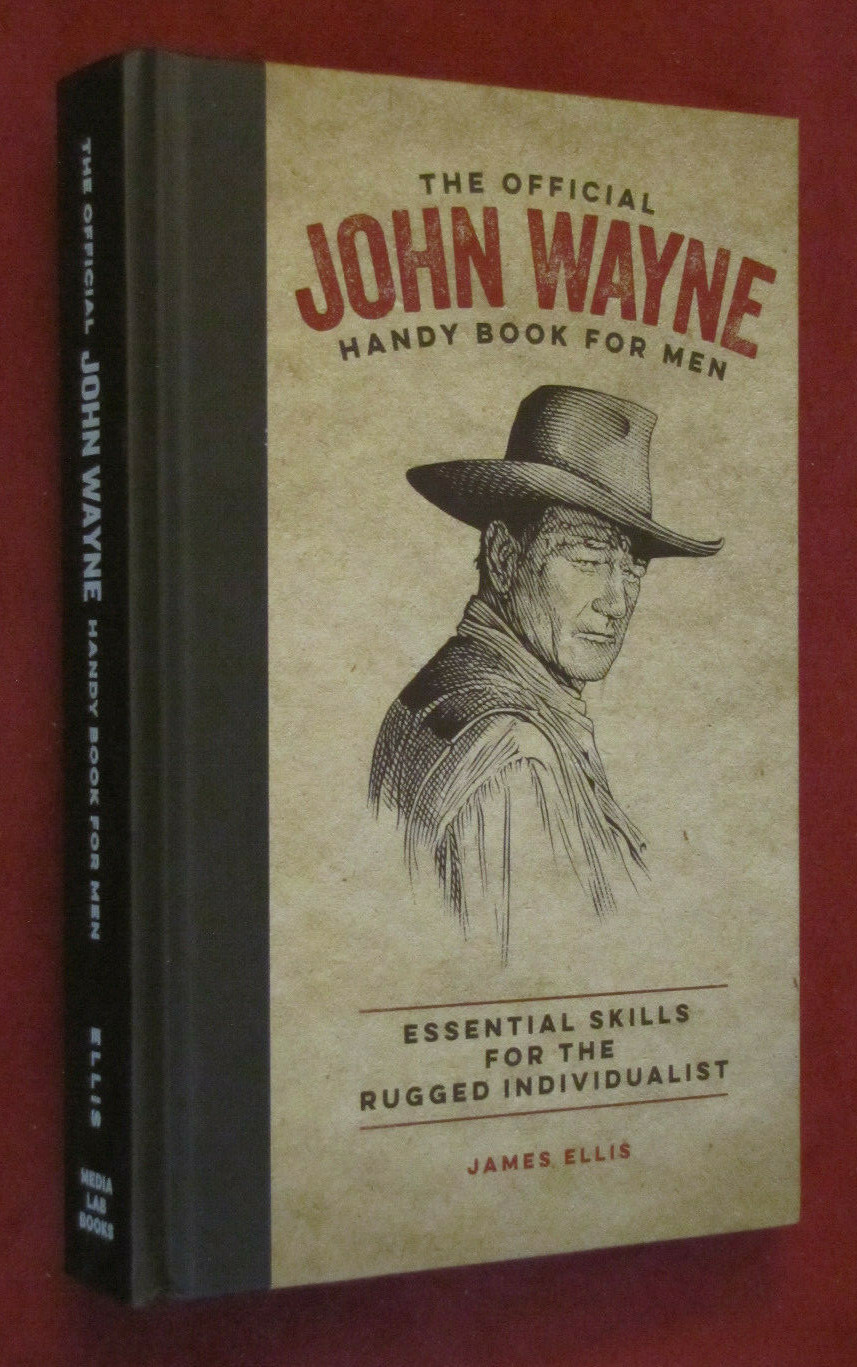 THE OFFICIAL JOHN WAYNE HANDY BOOK FOR MEN
ELLIS
MEDIA
LAB
BOOKS
THE OFFICIAL
JOHN WAYNE
HANDY BOOK FOR MEN
ESSENTIAL SKILLS
FOR THE
RUGGED INDIVIDUALIST
JAMES ELLIS